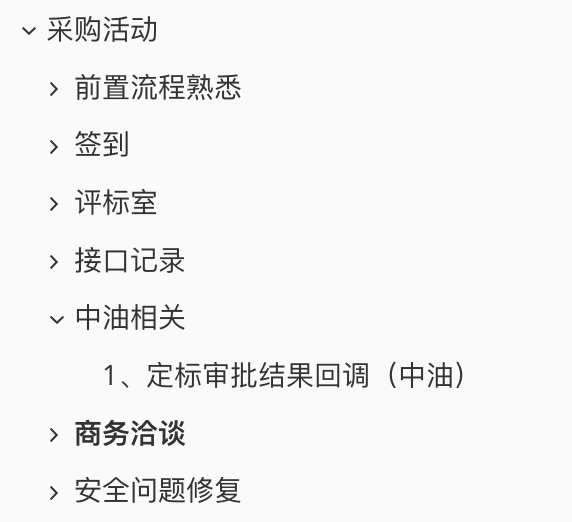 采购活动
前置流程熟悉
签到
评标室
接口记录
中油相关
1、定标审批结果回调（中油）
商务洽谈
安全问题修复